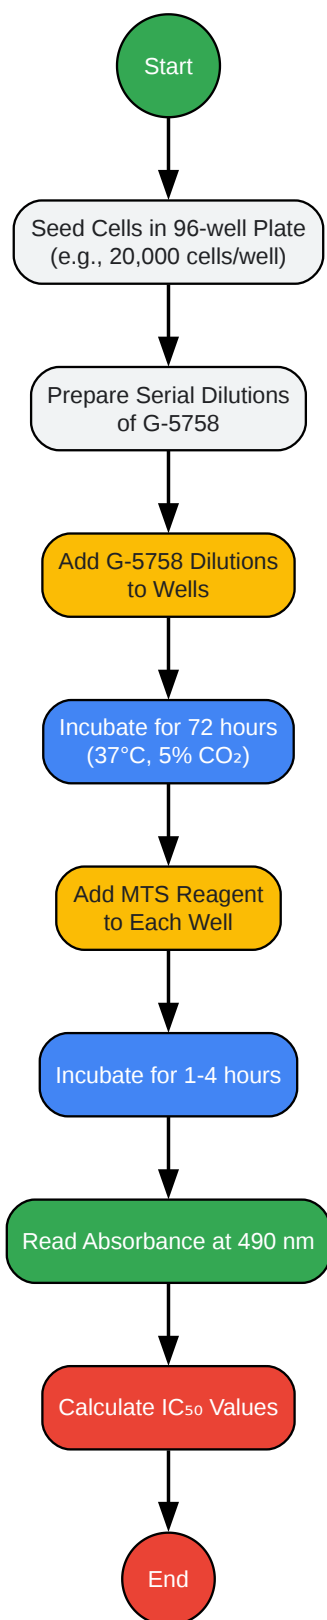 Start
Seed Cells in 96-well Plate
(e.g., 20,000 cells/well)
Prepare Serial Dilutions
of G-5758
Add G-5758 Dilutions
to Wells
Incubate for 72 hours
(37°C, 5% CO₂)
Add MTS Reagent
to Each Well
Incubate for 1-4 hours
Read Absorbance at 490 nm
Calculate IC₅₀ Values
End